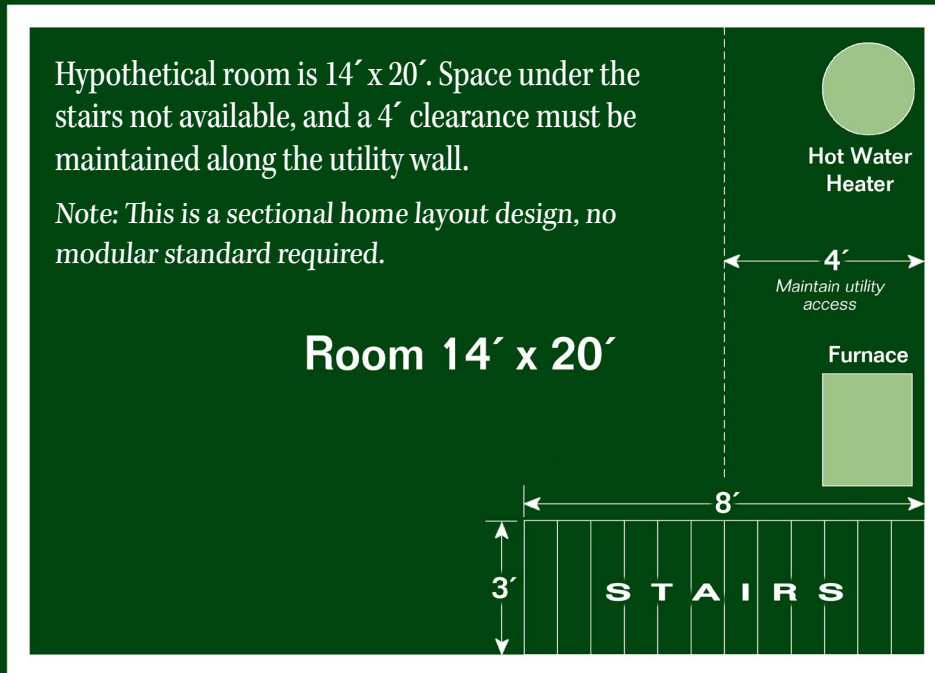 Hypothetical room is 14´ x 20´. Space under the
stairs not available, and a 4´ clearance must be
maintained along the utility wall.
Note: This is a sectional home layout design, no
modular standard required.
Hot Water
Heater
4´
Maintain utility
access
Room 14´ x 20´
Furnace
8´
3´
STAIRS